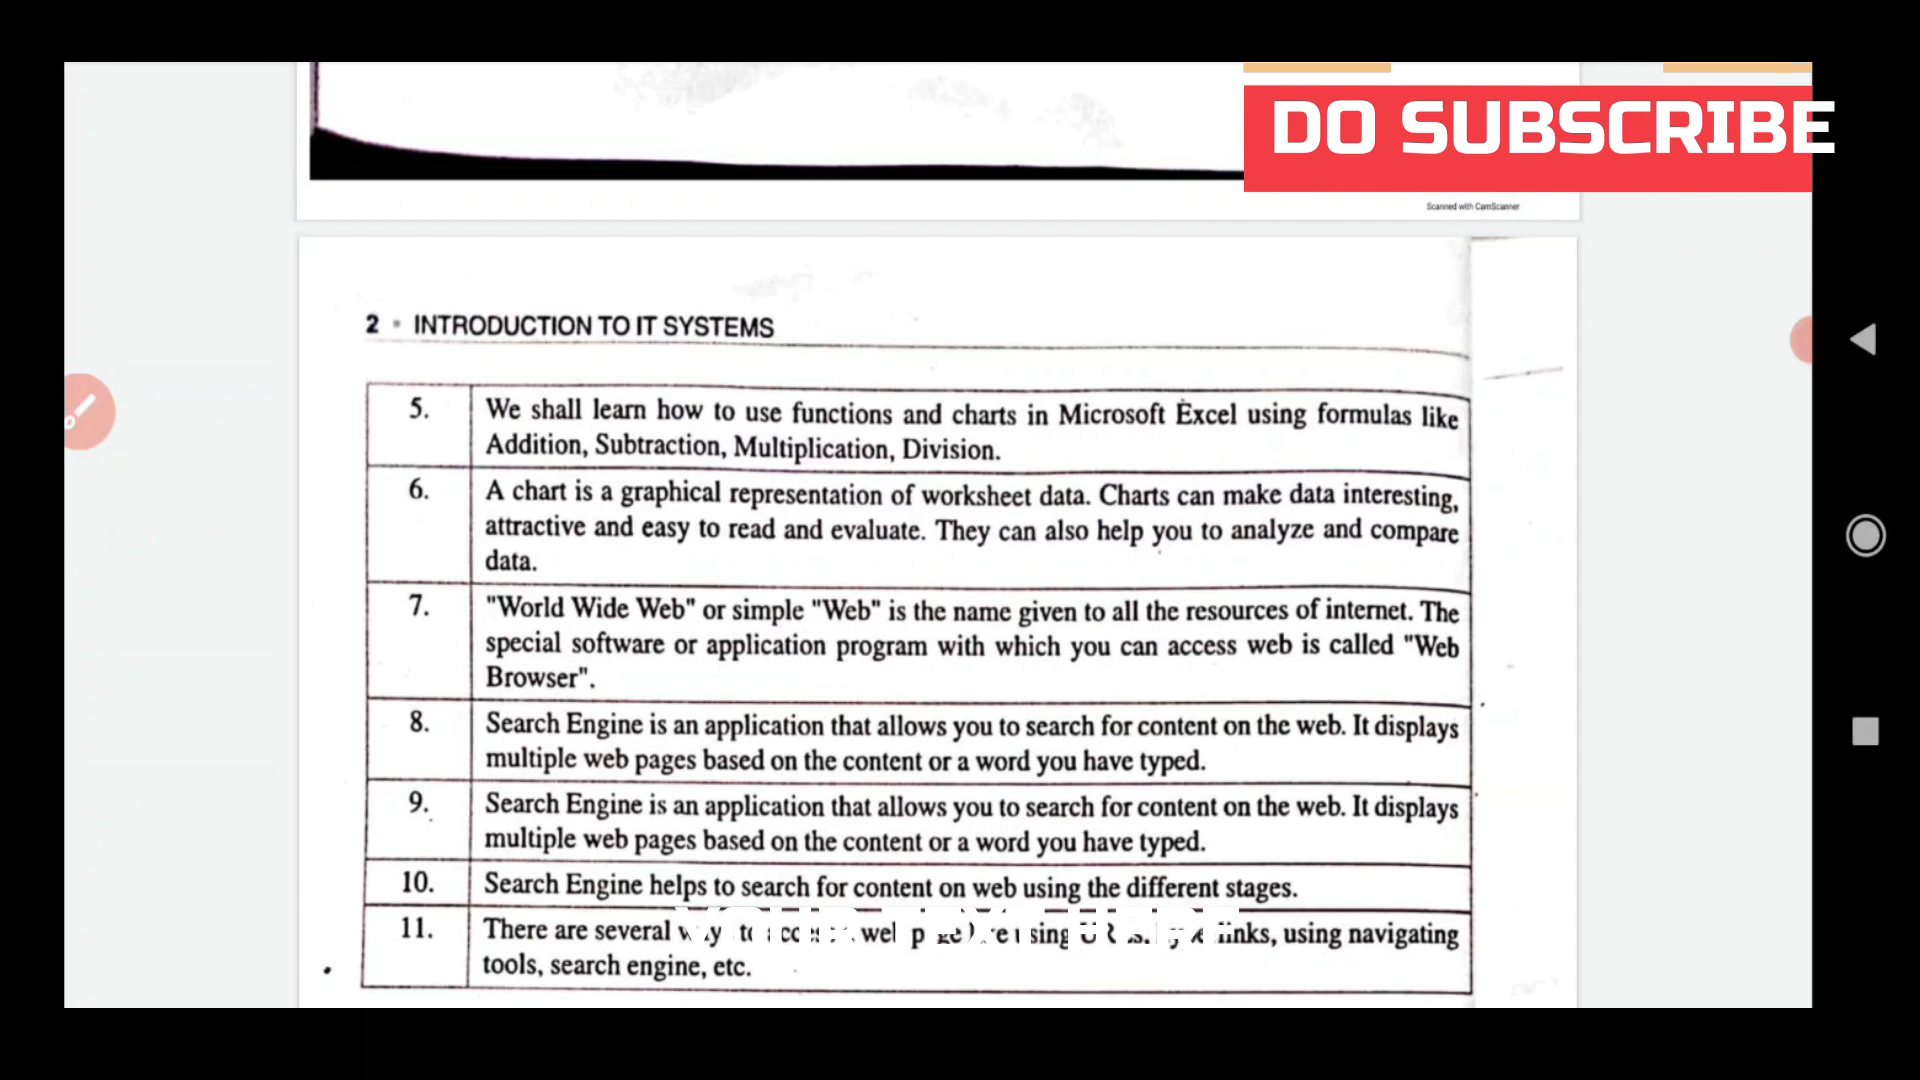 DO SUBSCRIBE
Scanned with CamScanner
2 • INTRODUCTION TO IT SYSTEMS
5. We shall learn how to use functions and charts in Microsoft Excel using formulas like
Addition, Subtraction, Multiplication, Division.
6. A chart is a graphical representation of worksheet data. Charts can make data interesting,
attractive and easy to read and evaluate. They can also help you to analyze and compare
data.
7. "World Wide Web" or simple "Web" is the name given to all the resources of internet. The
special software or application program with which you can access web is called "Web
Browser".
8. Search Engine is an application that allows you to search for content on the web. It displays
multiple web pages based on the content or a word you have typed.
9. Search Engine is an application that allows you to search for content on the web. It displays
multiple web pages based on the content or a word you have typed.
10. Search Engine helps to search for content on web using the different stages.
11. There are several to web using using navigating
tools, search engine, etc.